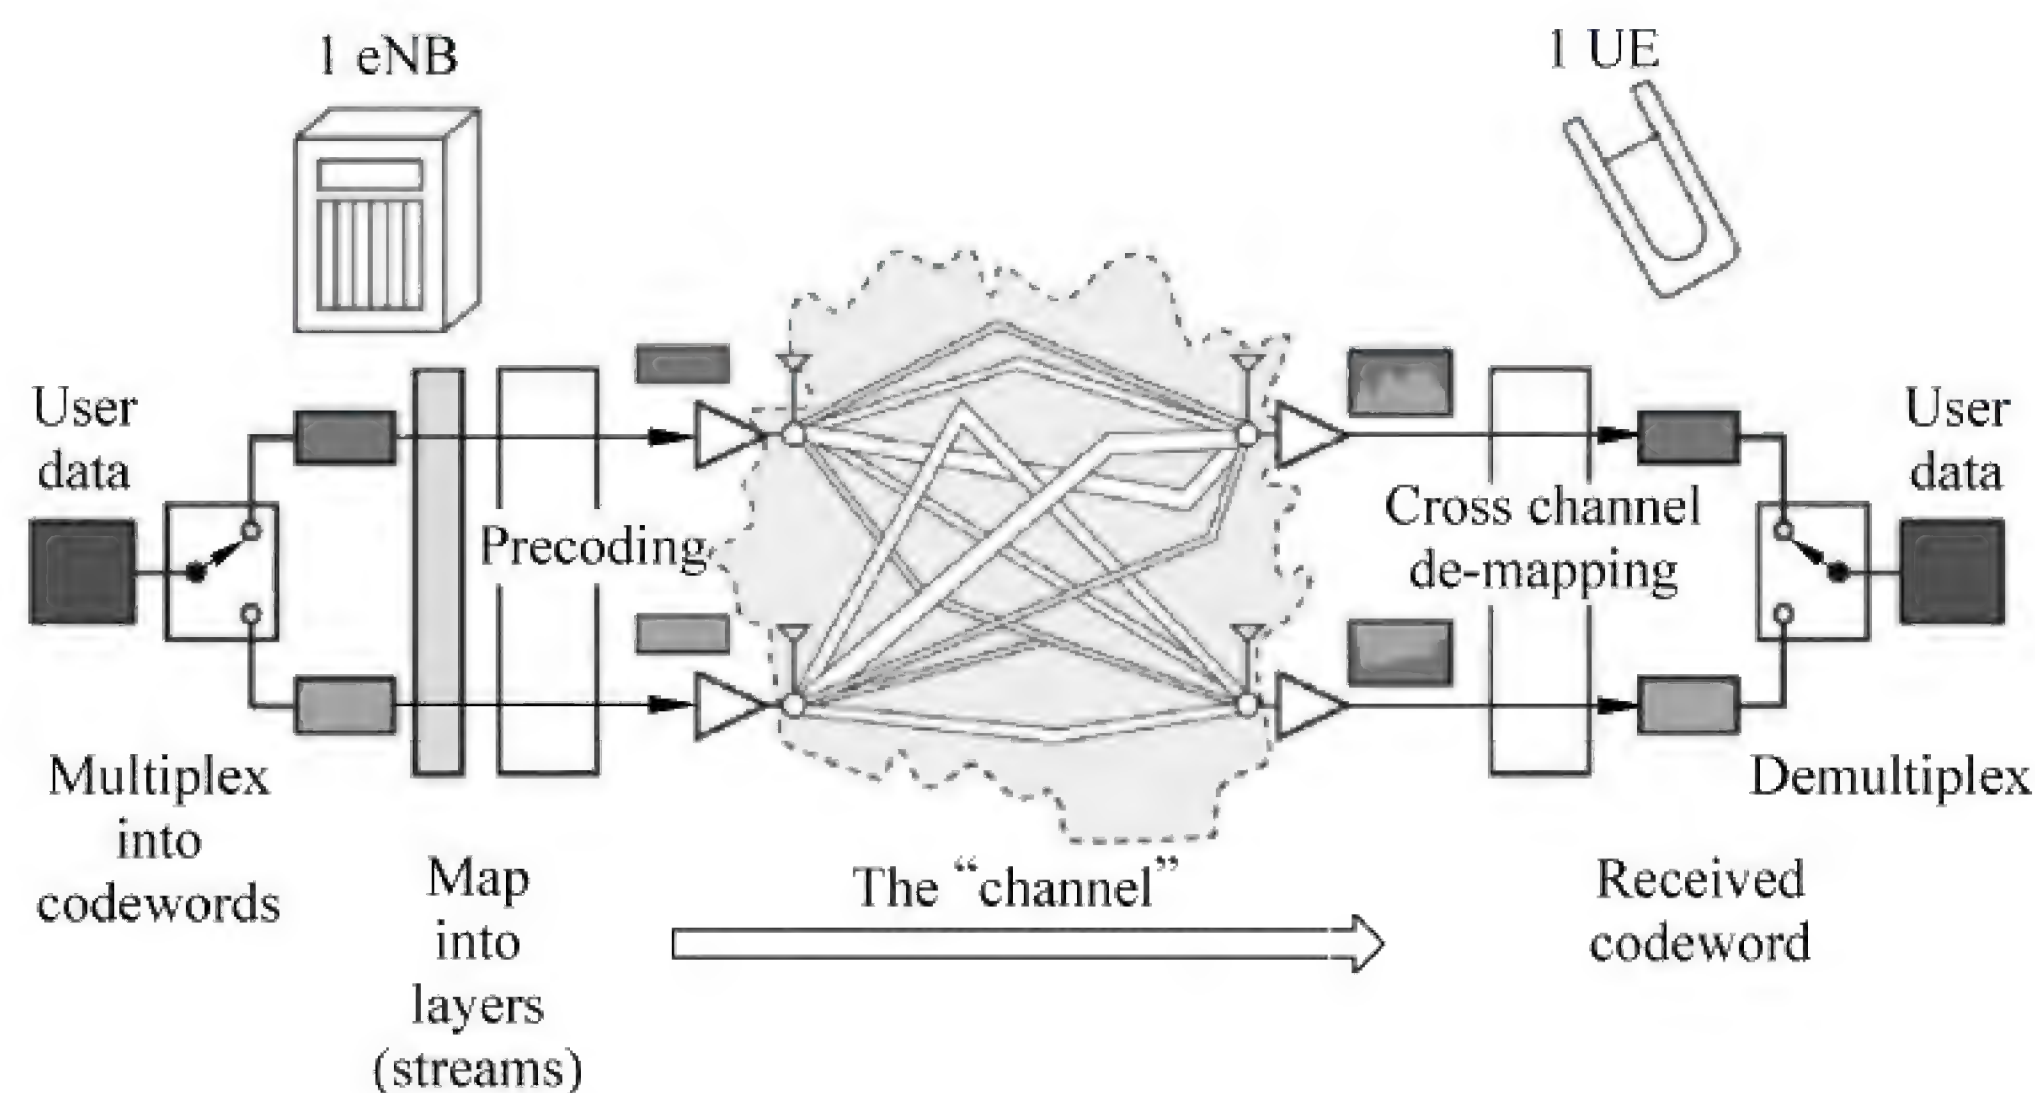 1 eNB
1 UE
User
data
Precoding
Cross channel
de-mapping
User
data
Multiplex
into
codewords
Map
into
layers
(streams)
The “channel”
Received
codeword
Demultiplex